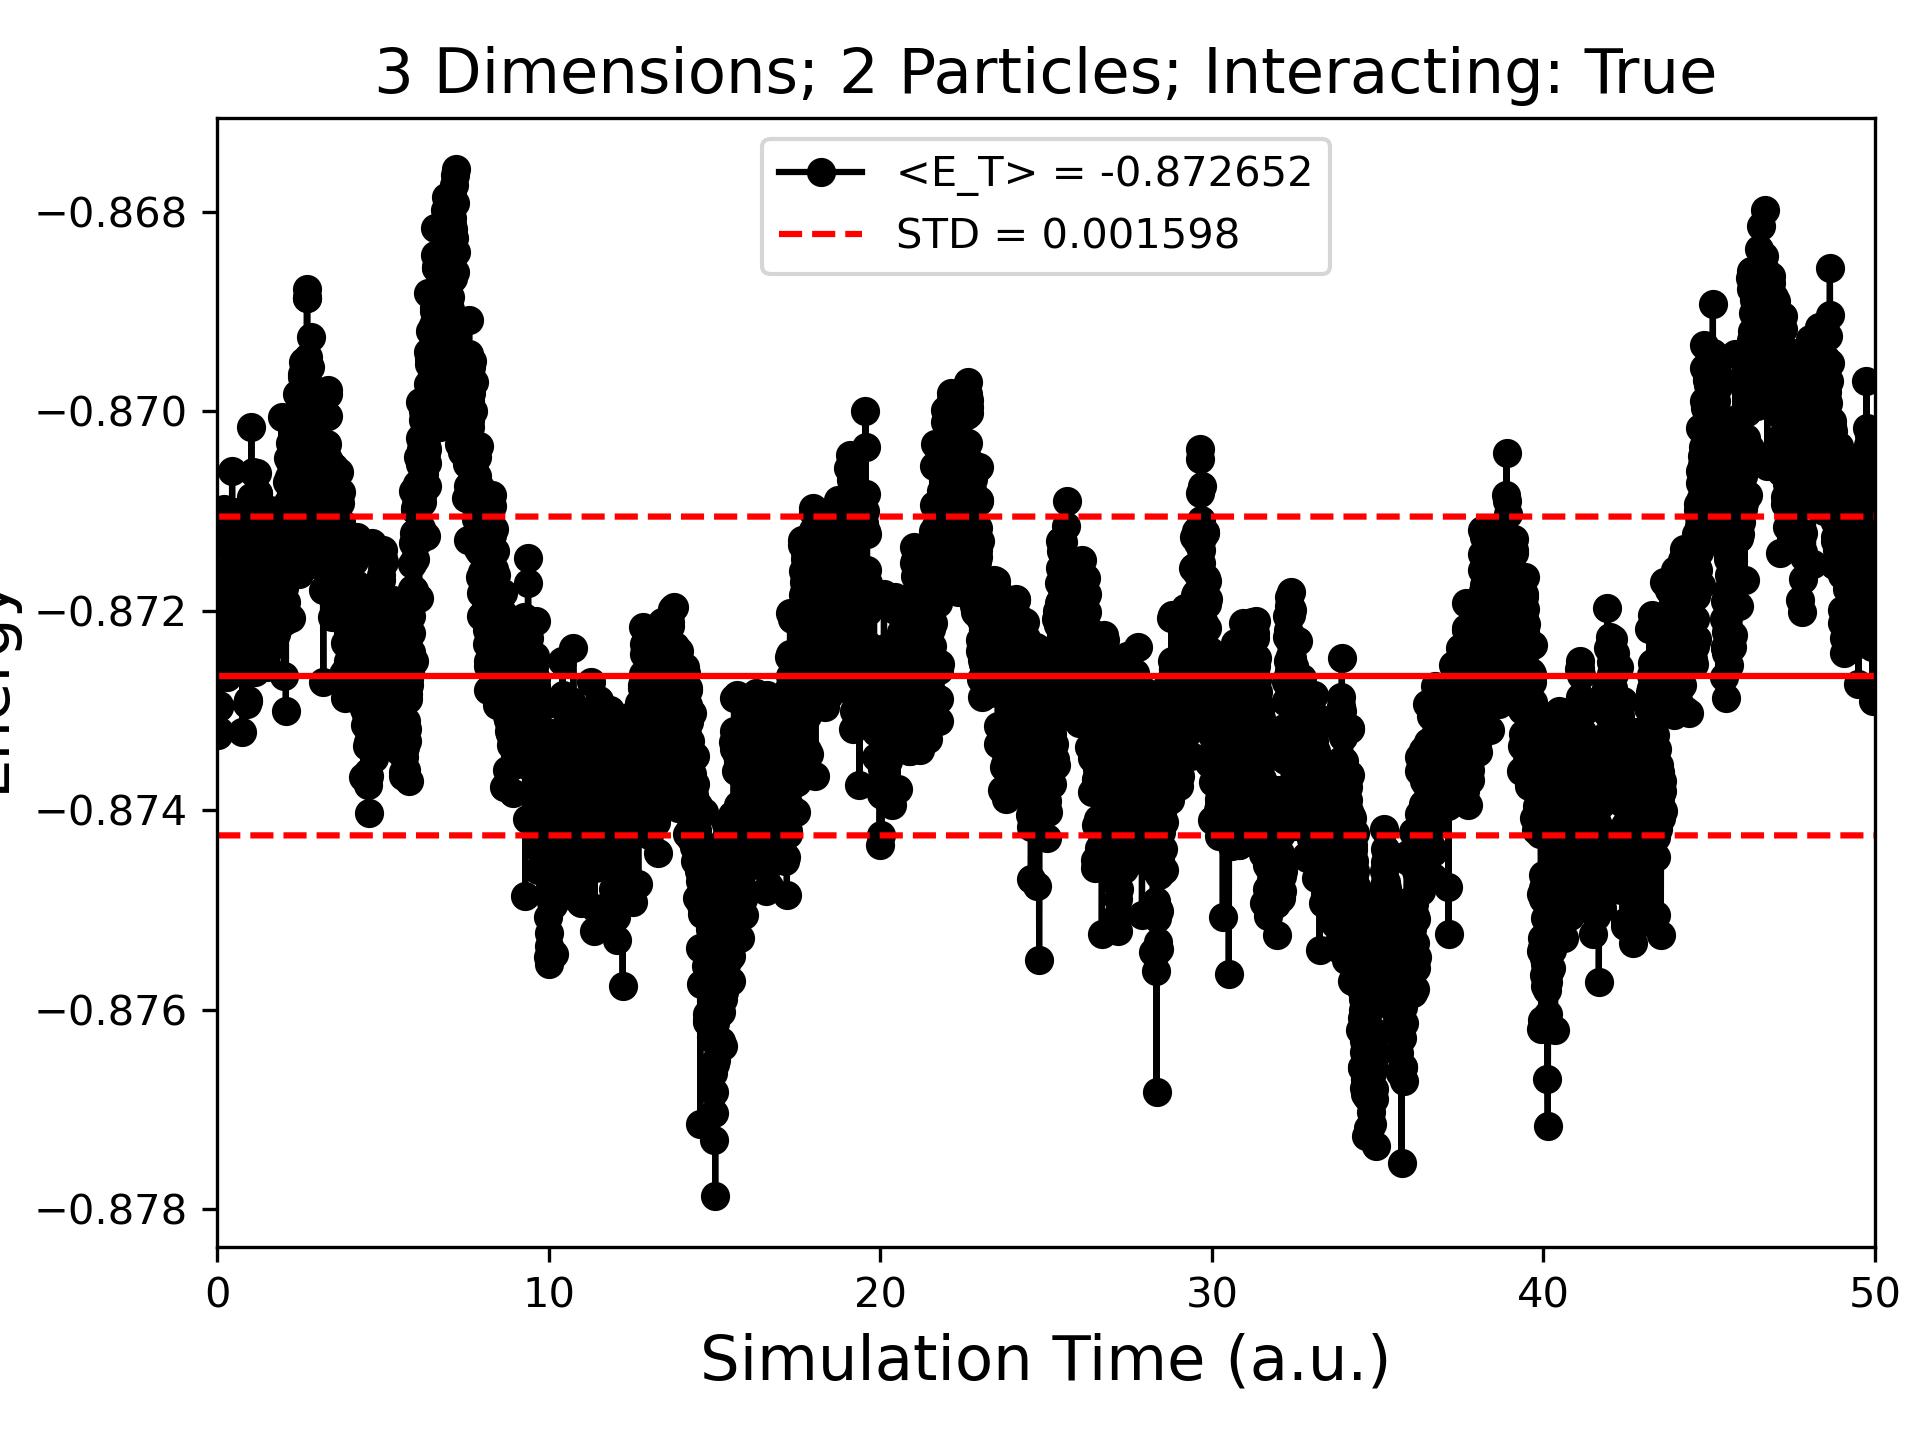 3 Dimensions; 2 Particles; Interacting: True
<E_T> = -0.872652
STD = 0.001598
−0.868
−0.870
−0.872
−0.874
−0.876
−0.878
Energy
0 10 20 30 40 50
Simulation Time (a.u.)